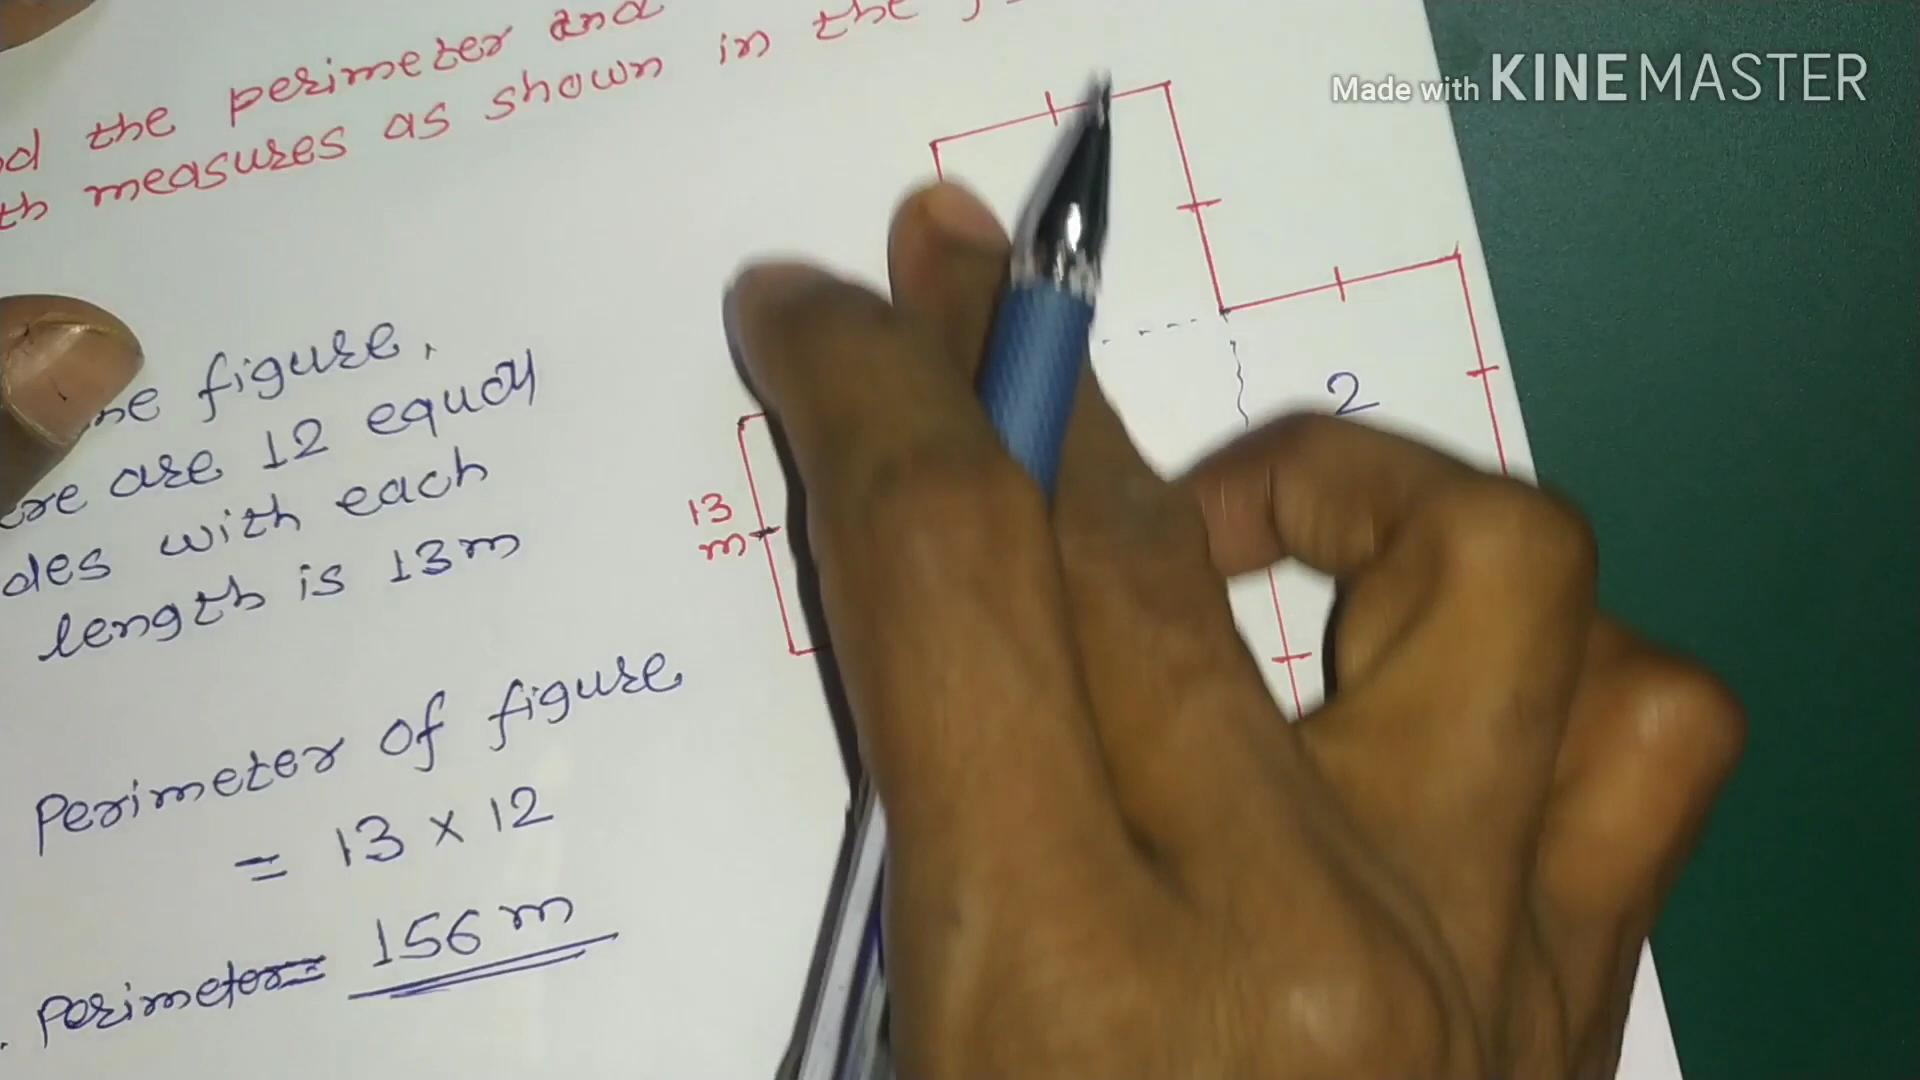 the perimeter and
measures as shown in the
figure.
are 12 equal
with each
length is 13m
Perimeter of figure
= 13 x 12
Perimeter= 156 m
13
m
2
Made with KINEMASTER